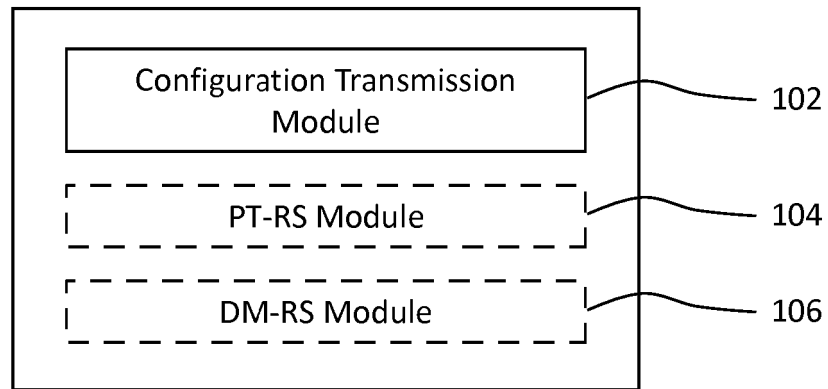 Configuration Transmission
Module
102
PT-RS Module
104
DM-RS Module
106